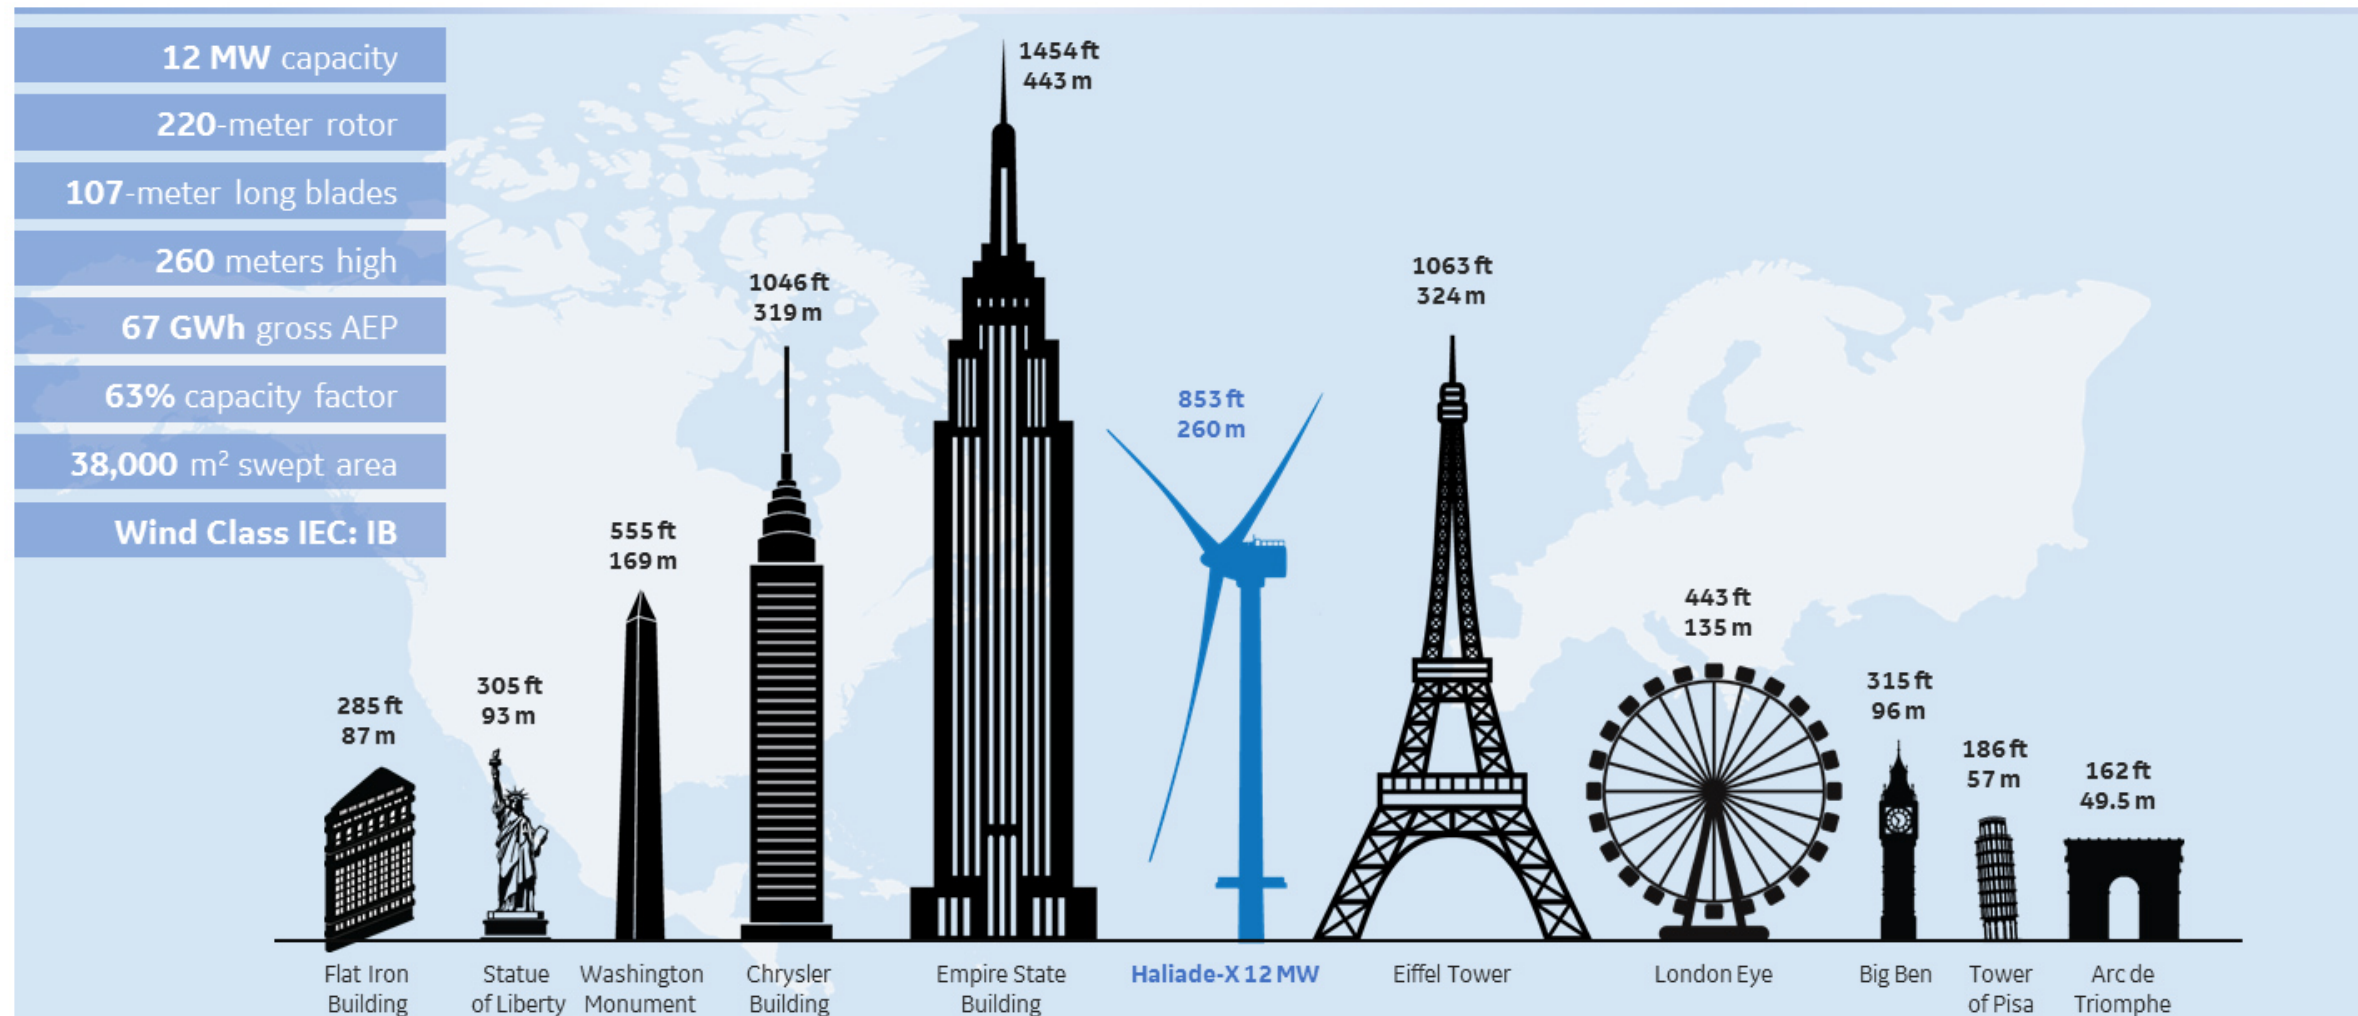 12 MW capacity
220-meter rotor
107-meter long blades
260 meters high
67 GWh gross AEP
63% capacity factor
38,000 m² swept area
Wind Class IEC: IB
285 ft
87 m
305 ft
93 m
555 ft
169 m
1046 ft
319 m
1454 ft
443 m
853 ft
260 m
1063 ft
324 m
443 ft
135 m
315 ft
96 m
186 ft
57 m
162 ft
49.5 m
Flat Iron
Building
Statue
of Liberty
Washington
Monument
Chrysler
Building
Empire State
Building
Haliade-X 12 MW
Eiffel Tower
London Eye
Big Ben
Tower
of Pisa
Arc de
Triomphe